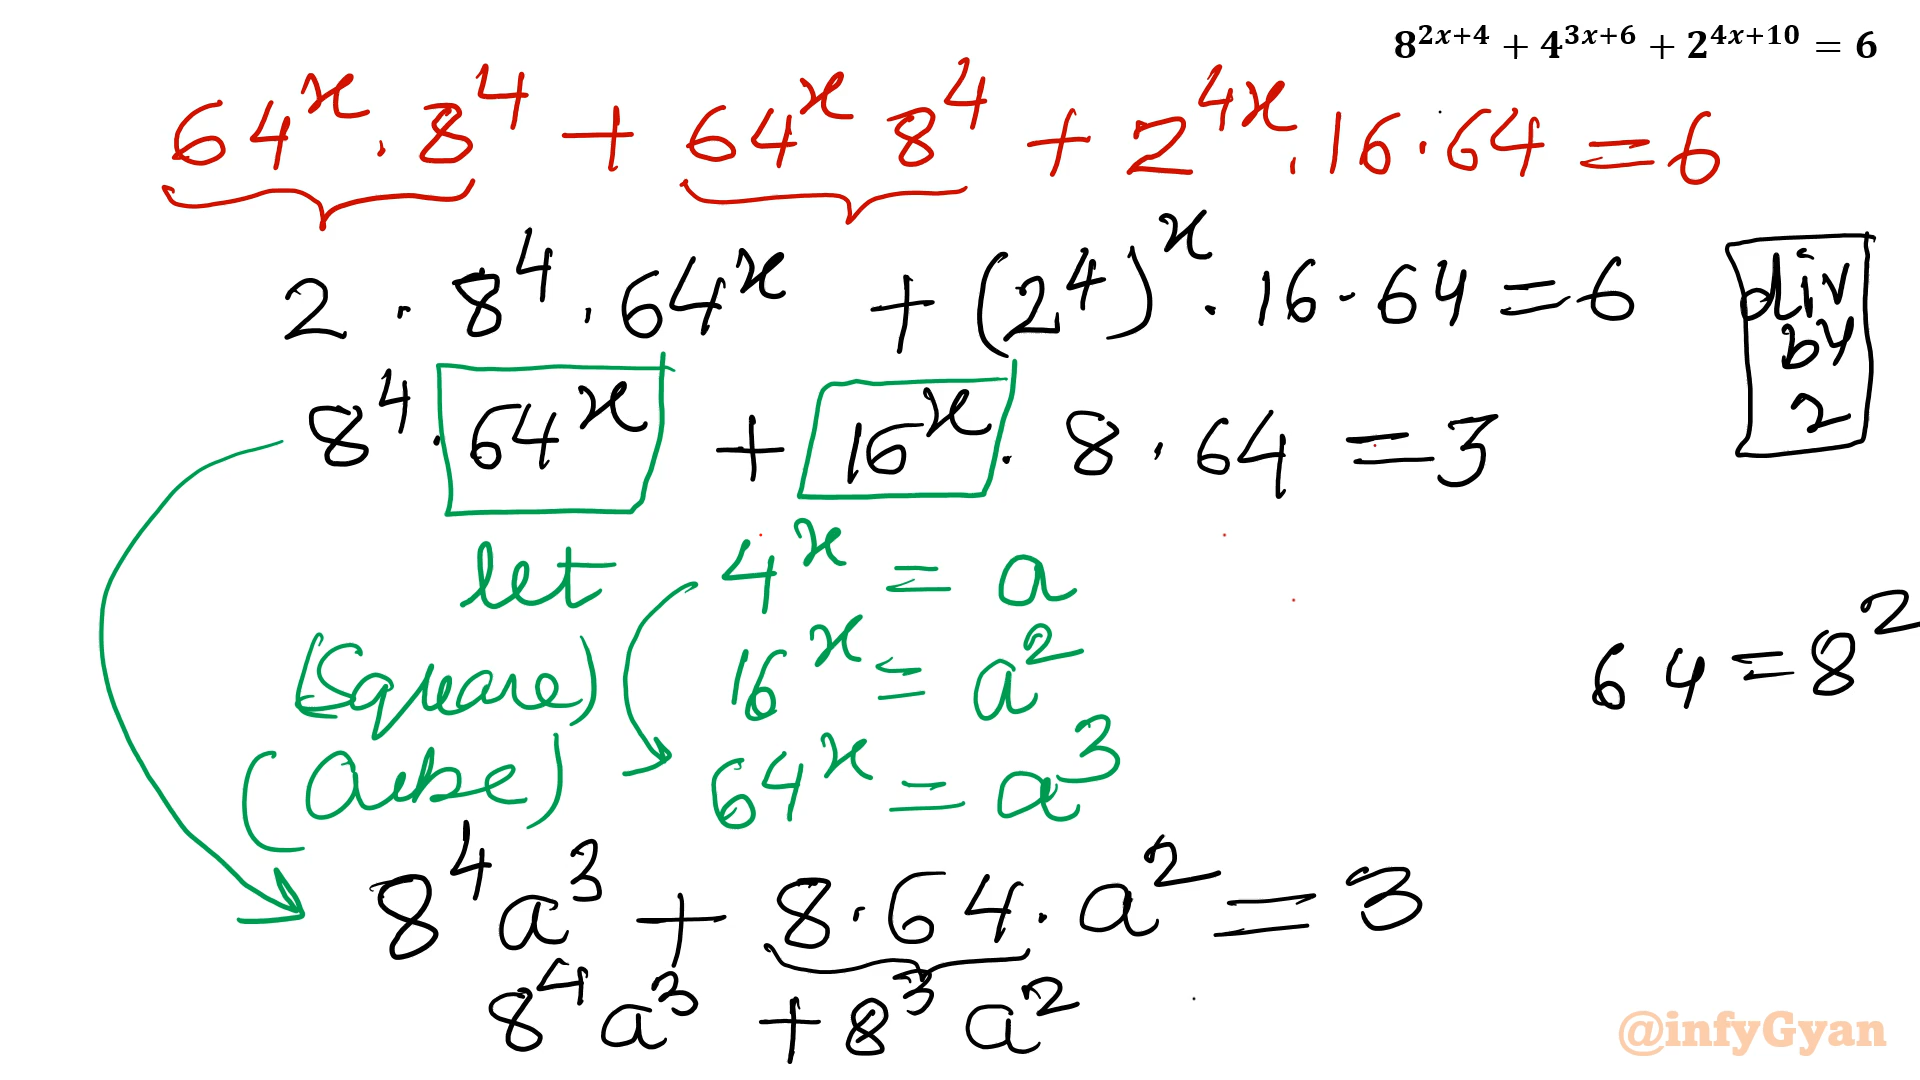 8^{2x+4} + 4^{3x+6} + 2^{4x+10} = 6
64^x · 8^4 + 64^x 8^4 + 2^{4x} · 16 · 64 = 6
2 · 8^4 · 64^x + (2^4)^x · 16 · 64 = 6
div
by
2
8^4 · 64^x + 16^x · 8 · 64 = 3
let 4^x = a
(Square) 16^x = a^2
64 = 8^2
(Cube) 64^x = a^3
8^4 a^3 + 8 · 64 · a^2 = 3
8^4 a^3 + 8^3 a^2
@infyGyan